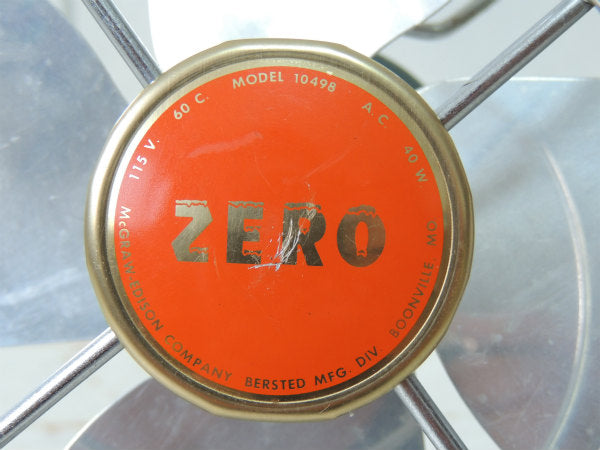 115 V. 60 C. MODEL 10498 A.C. 40 W.
ZERO
McGRAW-EDISON COMPANY BERSTED MFG. DIV. BOONVILLE, MO